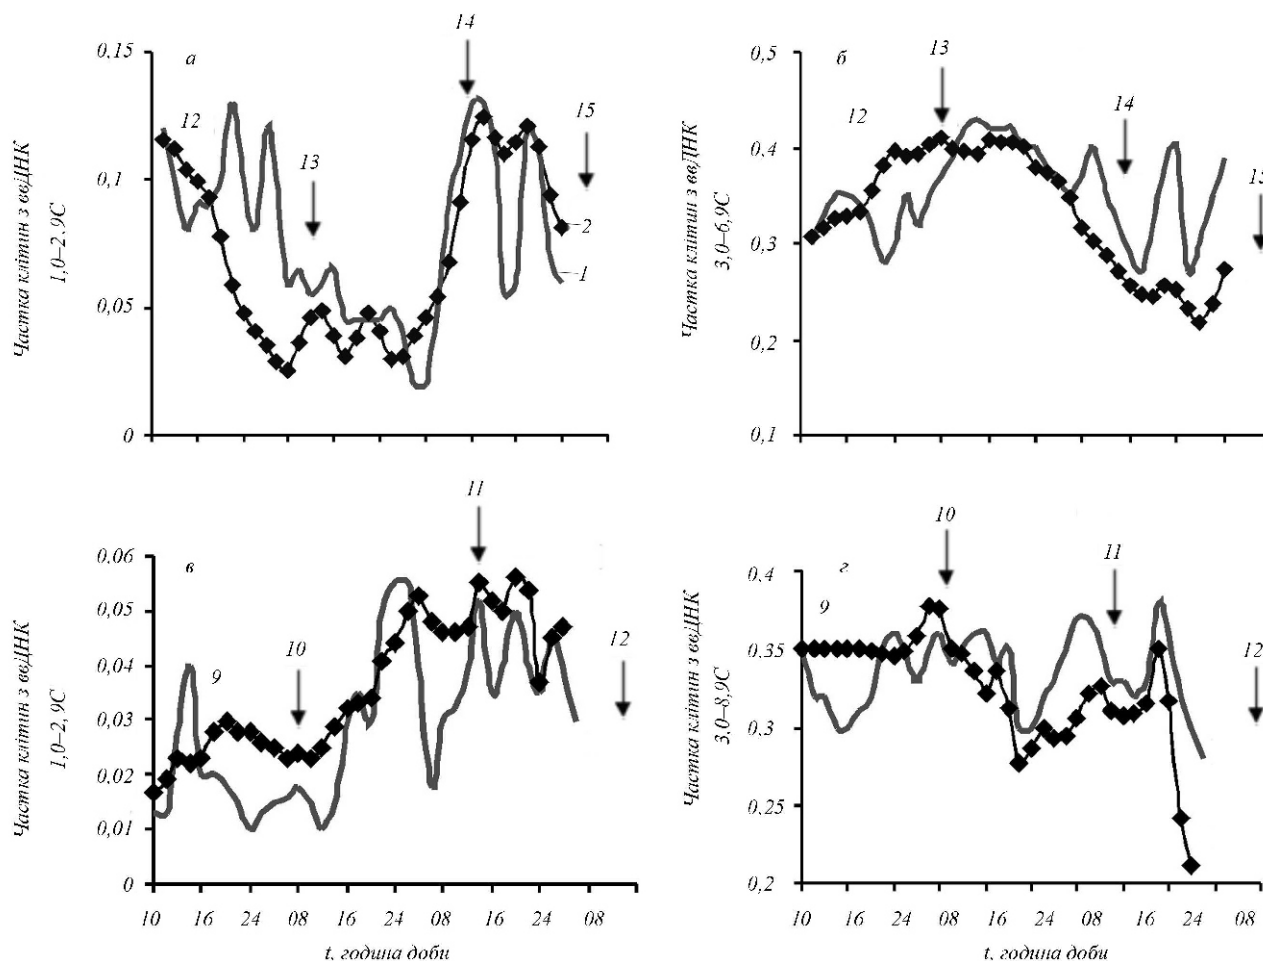 а
0,15
0,1
0,05
0
12
13
14
15
2
1
Частка клітин з ввДНК
1,0–2,9С
б
0,5
0,4
0,3
0,2
0,1
12
13
14
15
Частка клітин з ввДНК
3,0–6,9С
в
0,06
0,05
0,04
0,03
0,02
0,01
0
9
10
11
12
Частка клітин з ввДНК
1,0–2,9С
10 16 24 08 16 24 08 16 24 08
t, година доби
г
0,4
0,35
0,3
0,25
0,2
9
10
11
12
Частка клітин з ввДНК
3,0–8,9С
10 16 24 08 16 24 08 16 24 08
t, година доби